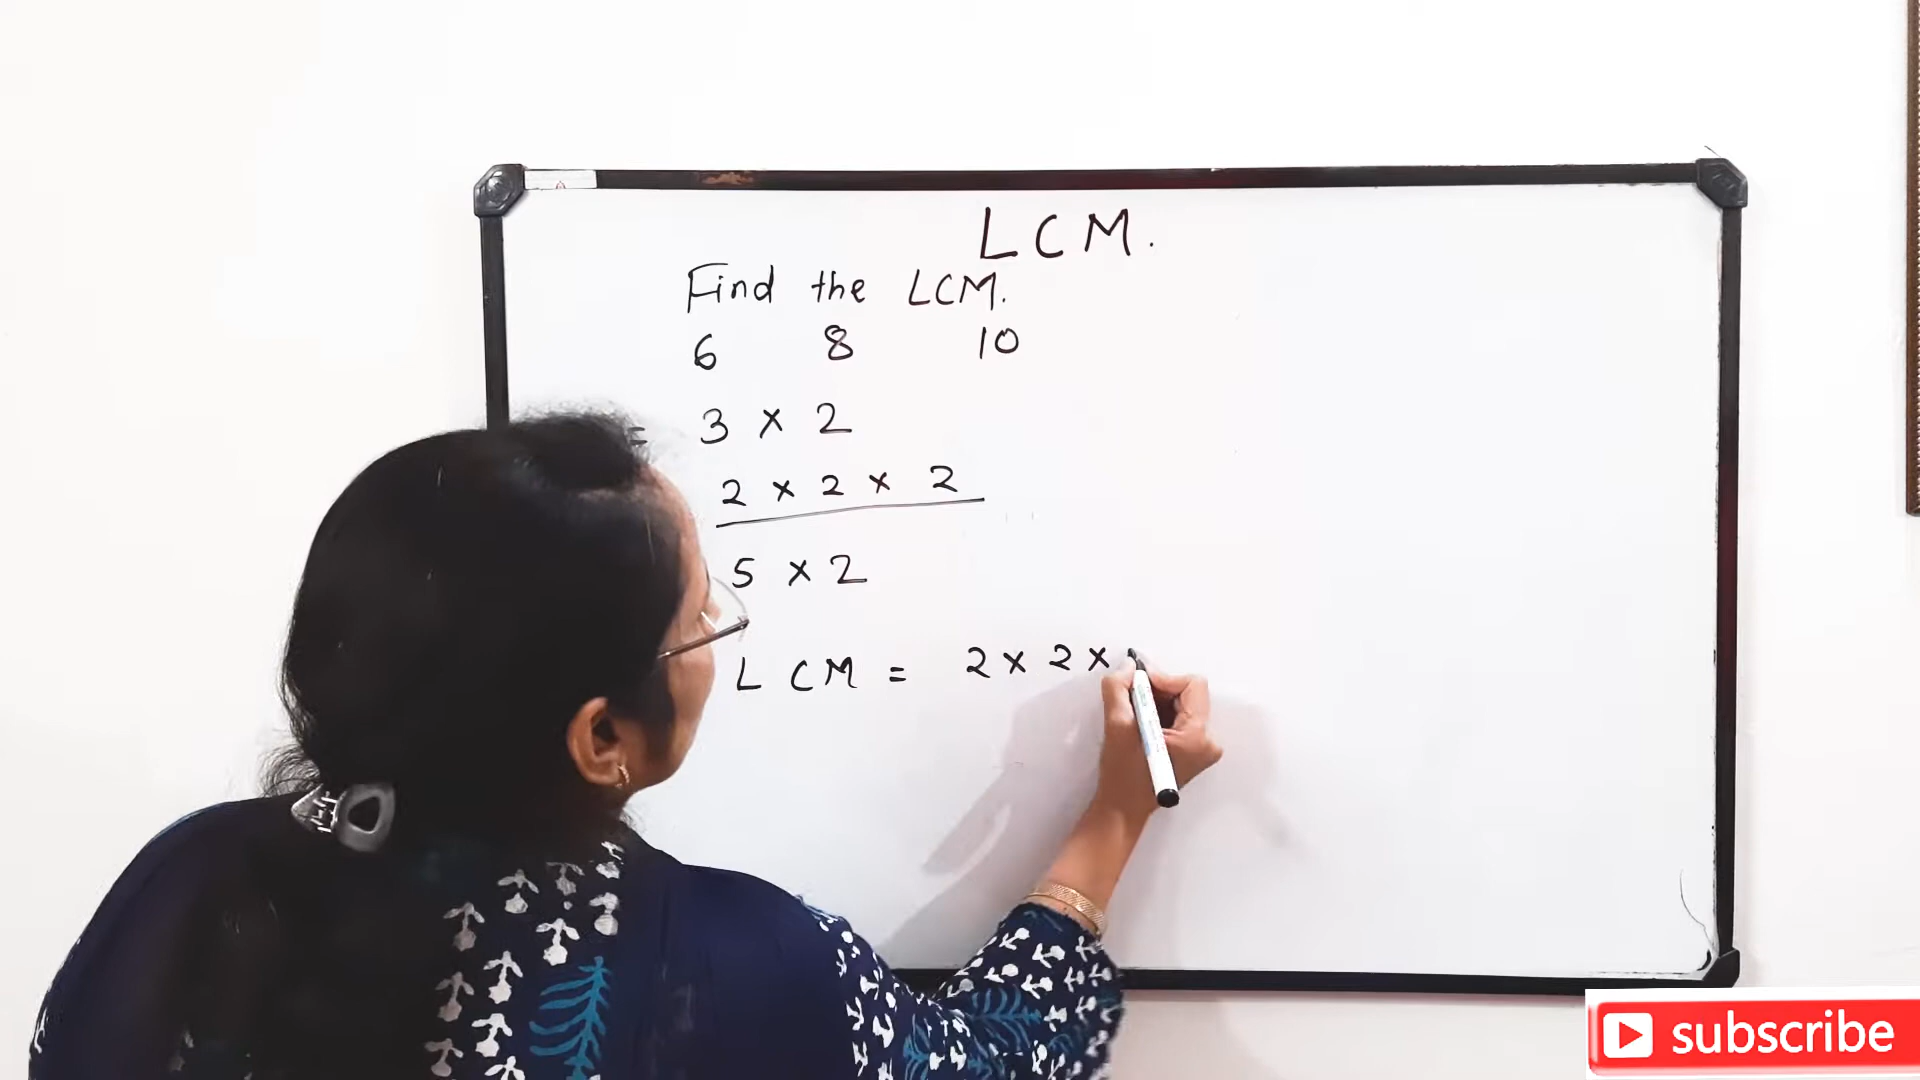 LCM.
Find the LCM.
6 8 10
= 3 × 2
2 × 2 × 2
5 × 2
LCM = 2 × 2 ×
subscribe